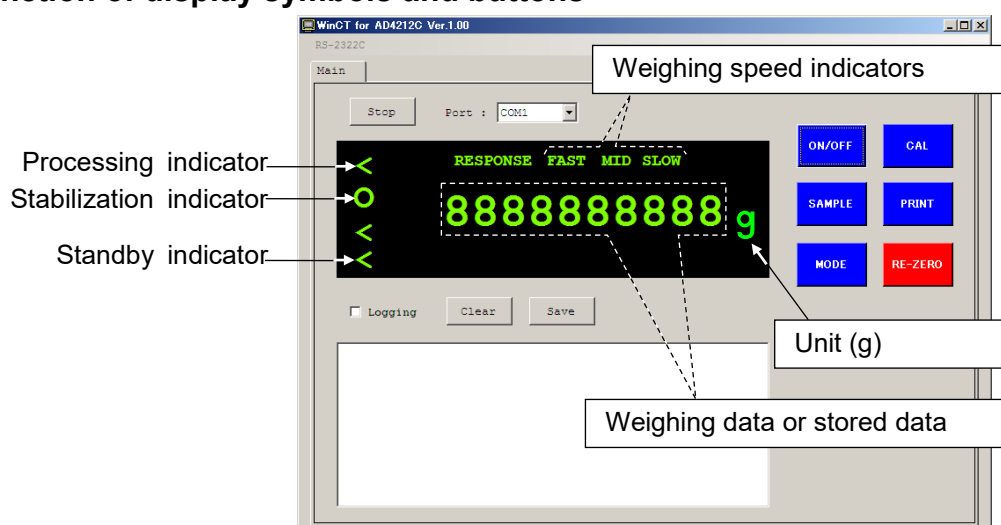 nction of display symbols and buttons
WinCT for AD4212C Ver.1.00
RS-2322C
Main
Weighing speed indicators
Stop
Port :
COM1
ON/OFF
CAL
Processing indicator
RESPONSE FAST MID SLOW
Stabilization indicator
8888888888 g
SAMPLE
PRINT
Standby indicator
MODE
RE-ZERO
Logging
Clear
Save
Unit (g)
Weighing data or stored data